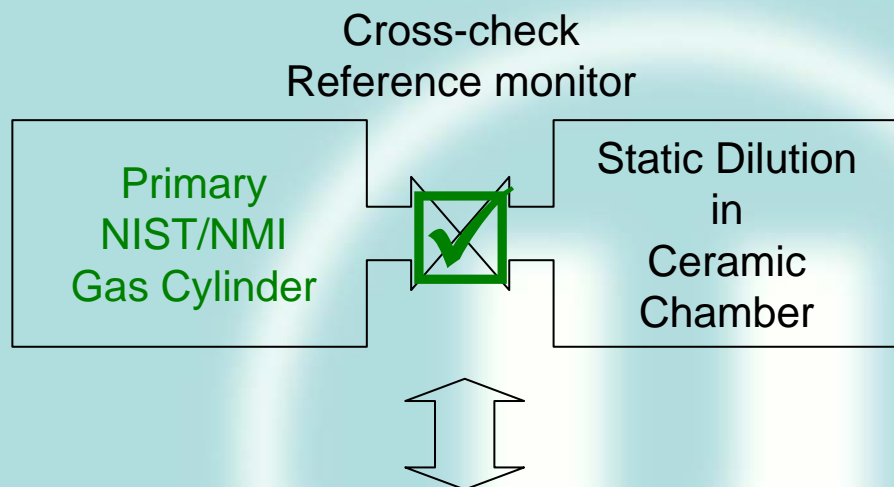 Cross-check
Reference monitor
Primary
NIST/NMI
Gas Cylinder
Static Dilution
in
Ceramic
Chamber